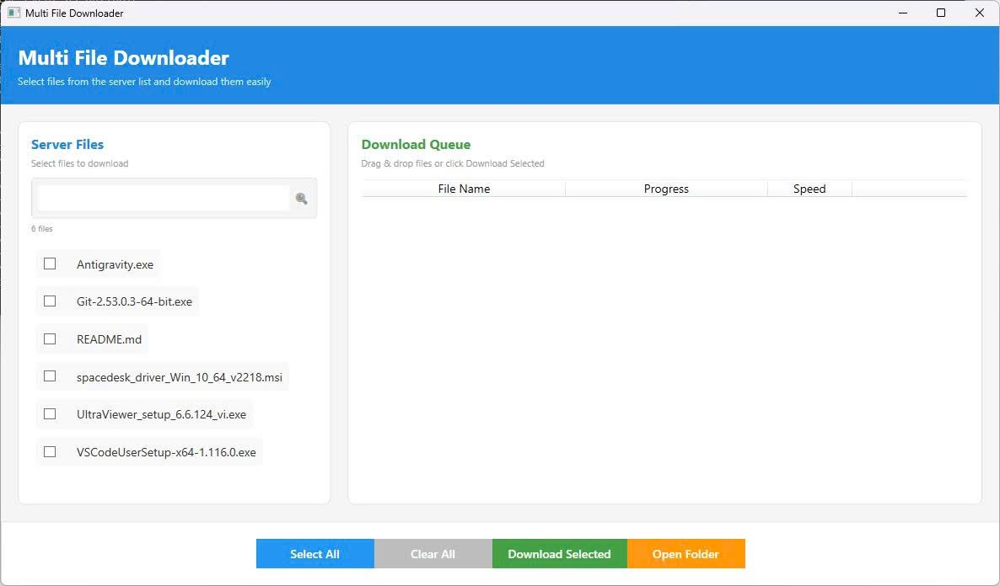 Multi File Downloader
Multi File Downloader
Select files from the server list and download them easily
Server Files
Select files to download
6 files
Antigravity.exe
Git-2.53.0.3-64-bit.exe
README.md
spacedesk_driver_Win_10_64_v2218.msi
UltraViewer_setup_6.6.124_vi.exe
VSCodeUserSetup-x64-1.116.0.exe
Download Queue
Drag & drop files or click Download Selected
File Name Progress Speed
Select All Clear All Download Selected Open Folder